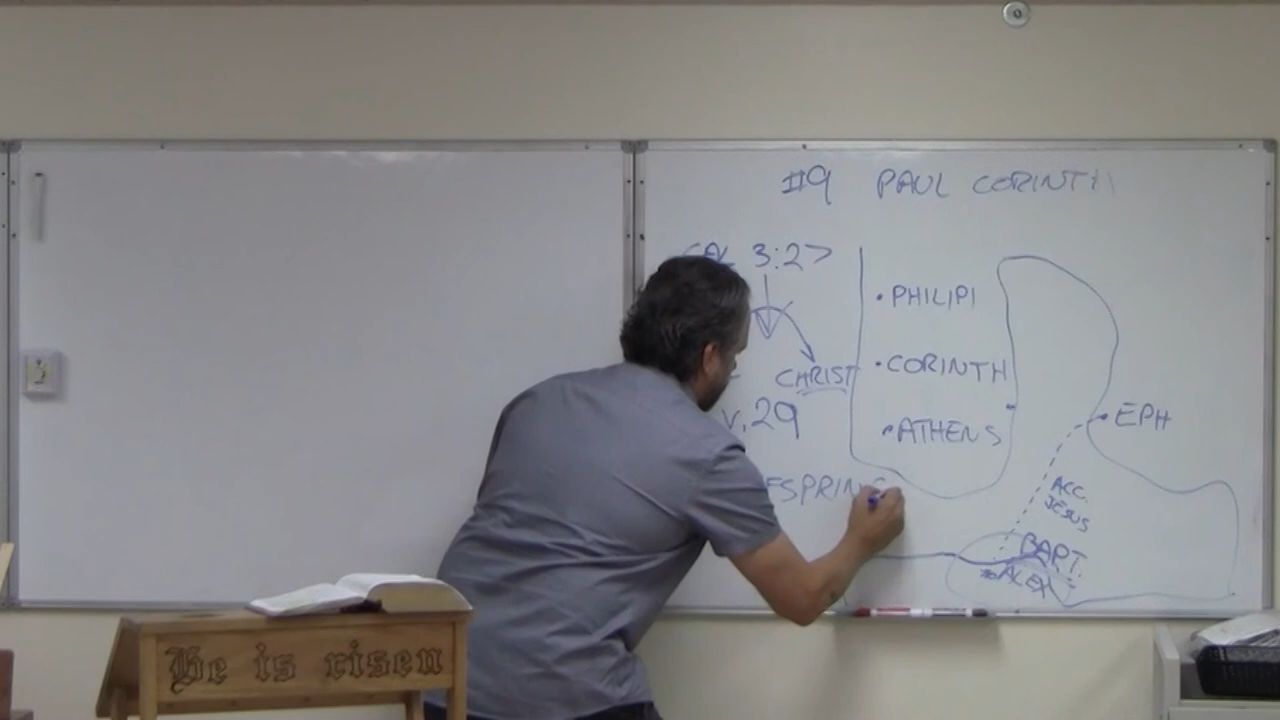 #9 PAUL CORINTH
GAL 3:27
• PHILIPI
• CORINTH
CHRIST
v.29
• ATHENS
• EPH
FSPRING
ACC.
JESUS
BAPT.
• ALEX
He is risen